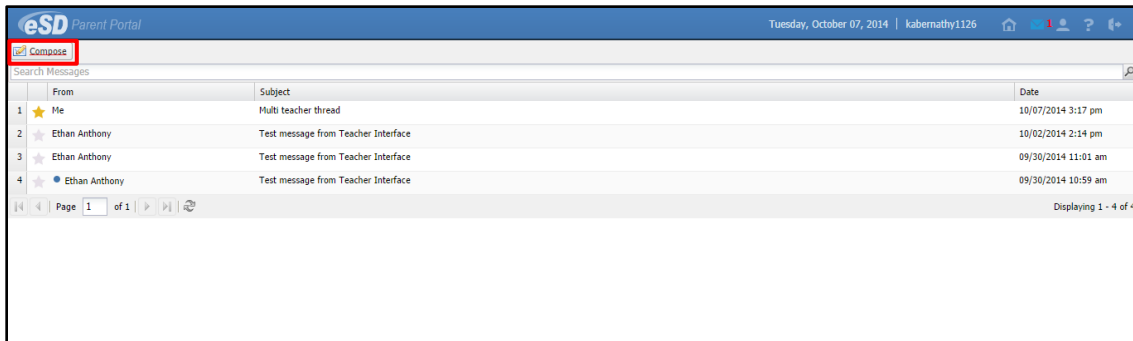 eSD Parent Portal Tuesday, October 07, 2014 | kabernathy1126 1 ?
Compose
Search Messages
From Subject Date
1 Me Multi teacher thread 10/07/2014 3:17 pm
2 Ethan Anthony Test message from Teacher Interface 10/02/2014 2:14 pm
3 Ethan Anthony Test message from Teacher Interface 09/30/2014 11:01 am
4 Ethan Anthony Test message from Teacher Interface 09/30/2014 10:59 am
Page 1 of 1 Displaying 1 - 4 of 4